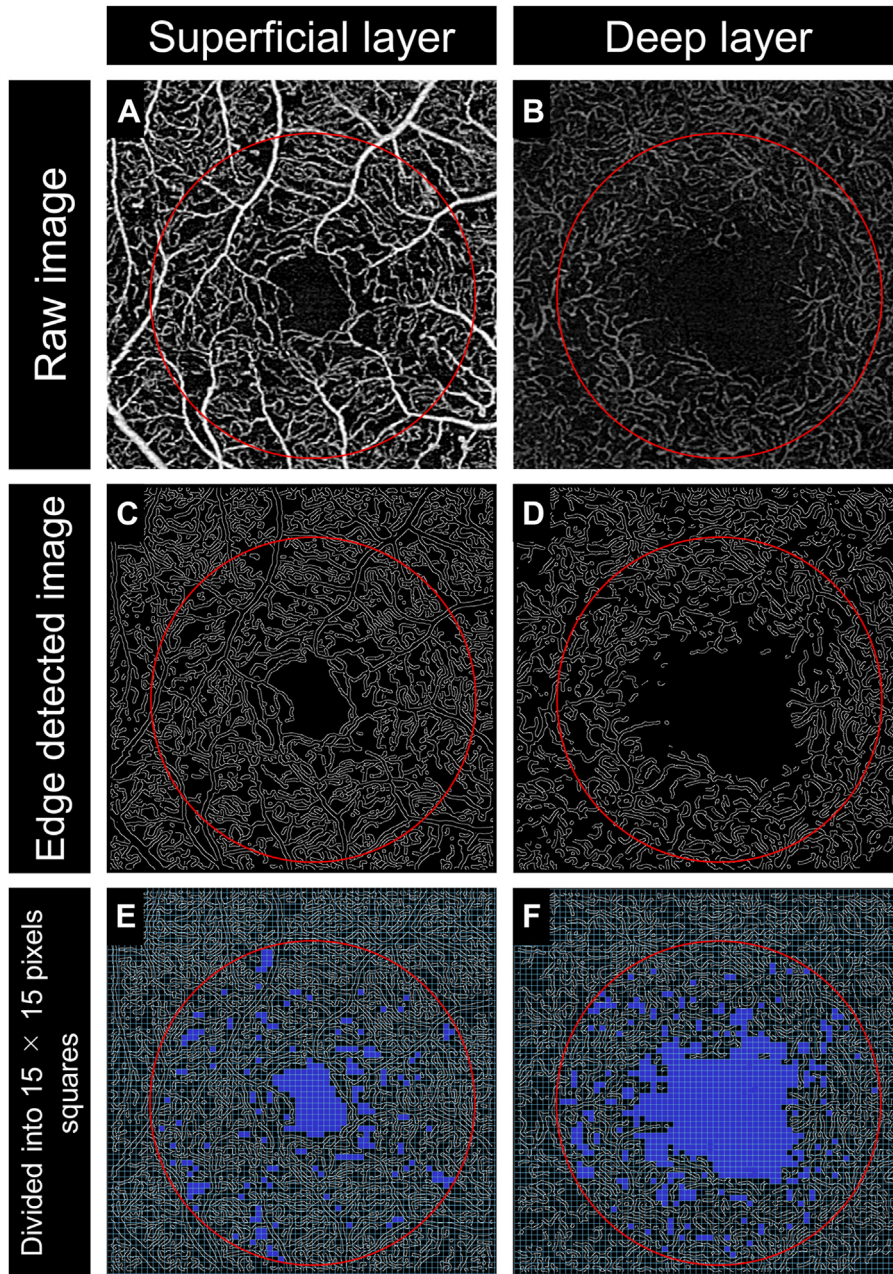 Superficial layer
Deep layer
Raw image
A
B
Edge detected image
C
D
Divided into 15 × 15 pixels
squares
E
F